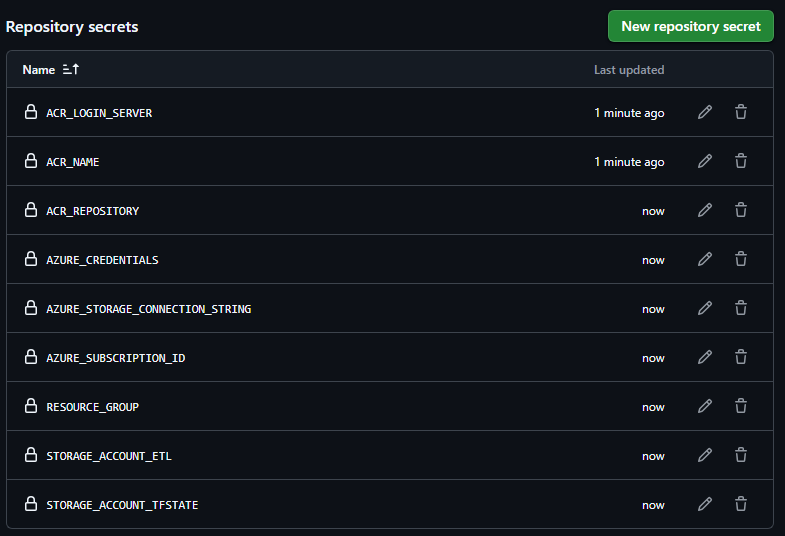 Repository secrets
New repository secret
Name
Last updated
ACR_LOGIN_SERVER 1 minute ago
ACR_NAME 1 minute ago
ACR_REPOSITORY now
AZURE_CREDENTIALS now
AZURE_STORAGE_CONNECTION_STRING now
AZURE_SUBSCRIPTION_ID now
RESOURCE_GROUP now
STORAGE_ACCOUNT_ETL now
STORAGE_ACCOUNT_TFSTATE now